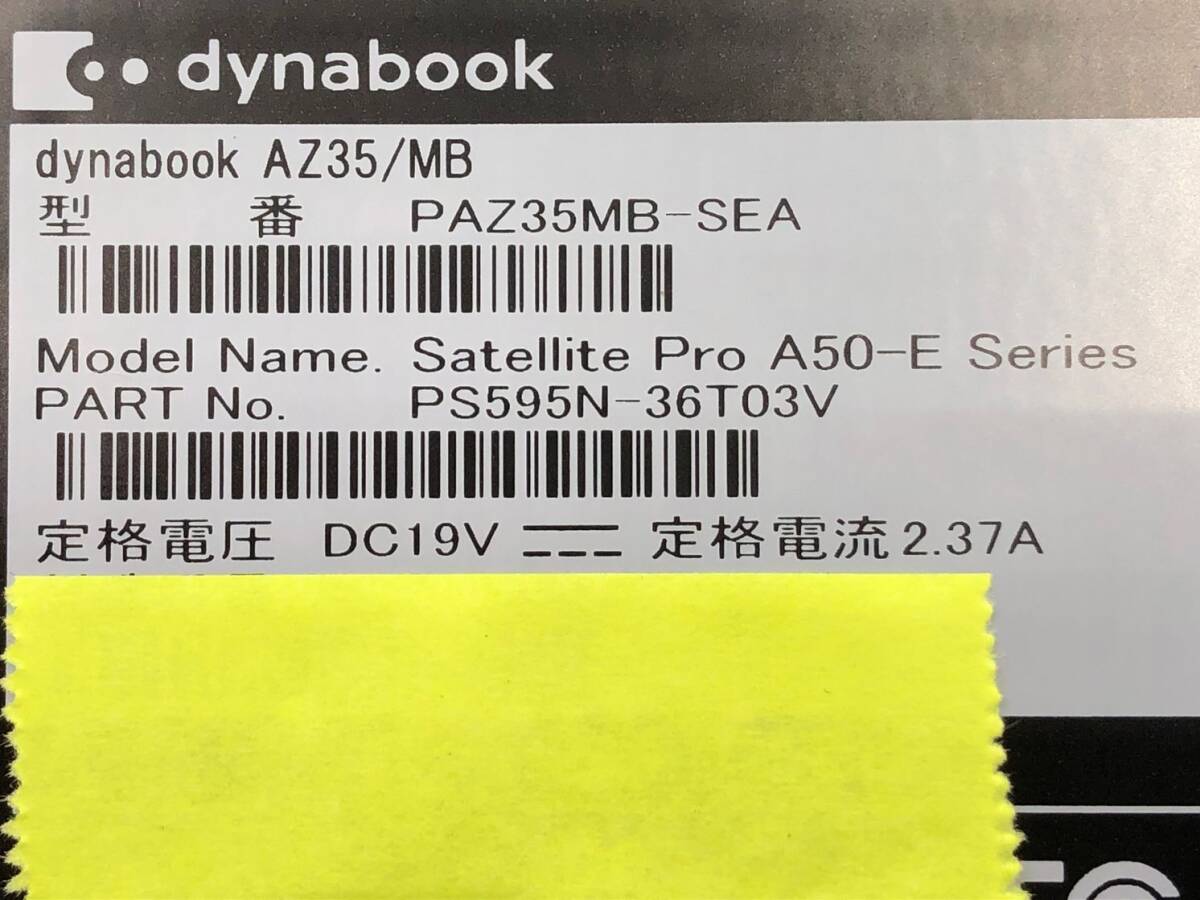 dynabook
dynabook AZ35/MB
型 番 PAZ35MB-SEA
Model Name. Satellite Pro A50-E Series
PART No. PS595N-36T03V
定格電圧 DC19V 定格電流2.37A